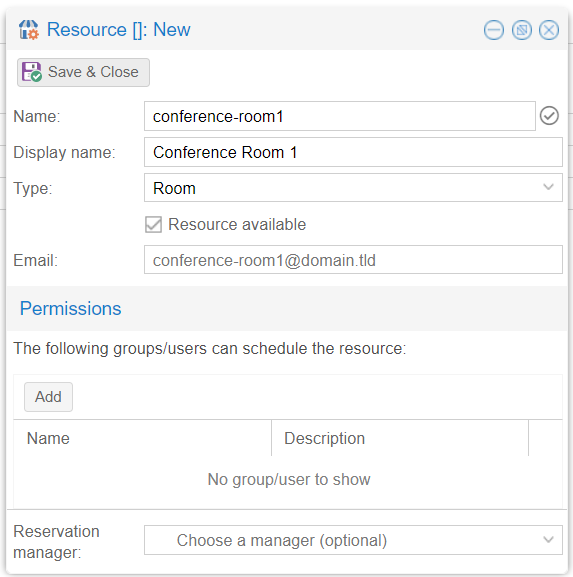 Resource []: New
Save & Close
Name: conference-room1
Display name: Conference Room 1
Type: Room
Resource available
Email: conference-room1@domain.tld
Permissions
The following groups/users can schedule the resource:
Add
Name Description
No group/user to show
Reservation
manager: Choose a manager (optional)